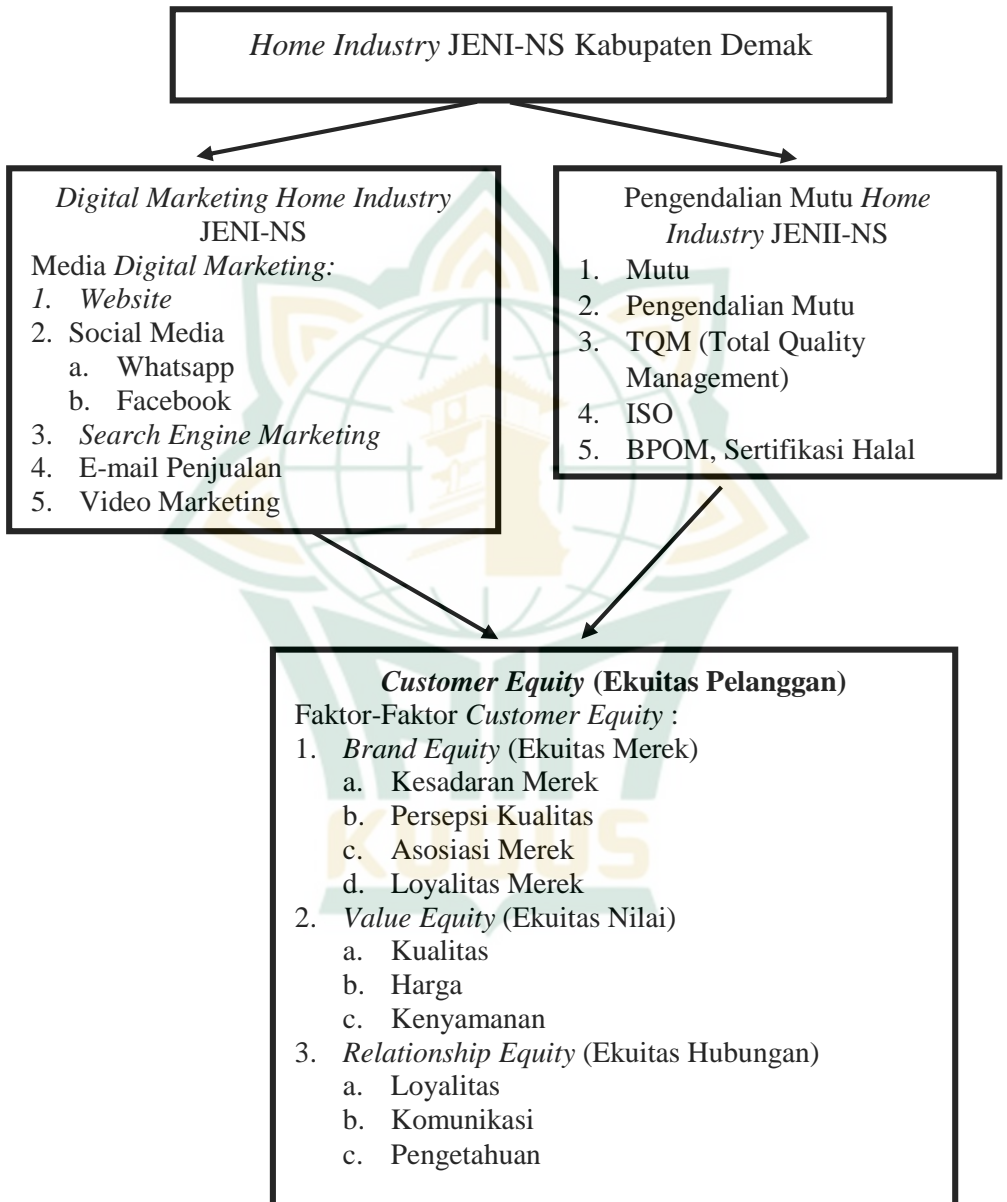 Home Industry JENI-NS Kabupaten Demak
Digital Marketing Home Industry
JENI-NS
Media Digital Marketing:
1. Website
2. Social Media
a. Whatsapp
b. Facebook
3. Search Engine Marketing
4. E-mail Penjualan
5. Video Marketing
Pengendalian Mutu Home
Industry JENII-NS
1. Mutu
2. Pengendalian Mutu
3. TQM (Total Quality
Management)
4. ISO
5. BPOM, Sertifikasi Halal
Customer Equity (Ekuitas Pelanggan)
Faktor-Faktor Customer Equity :
1. Brand Equity (Ekuitas Merek)
a. Kesadaran Merek
b. Persepsi Kualitas
c. Asosiasi Merek
d. Loyalitas Merek
2. Value Equity (Ekuitas Nilai)
a. Kualitas
b. Harga
c. Kenyamanan
3. Relationship Equity (Ekuitas Hubungan)
a. Loyalitas
b. Komunikasi
c. Pengetahuan
IAIN
KUDUS